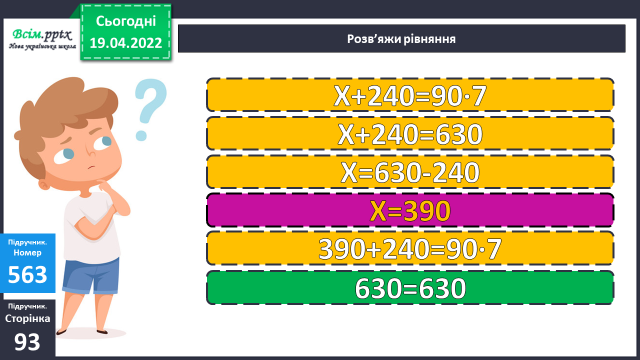 Всім.pptx
Нова українська школа
Сьогодні
19.04.2022
Розв’яжи рівняння
Х+240=90·7
Х+240=630
Х=630-240
Х=390
390+240=90·7
630=630
Підручник.
Номер
563
Підручник.
Сторінка
93